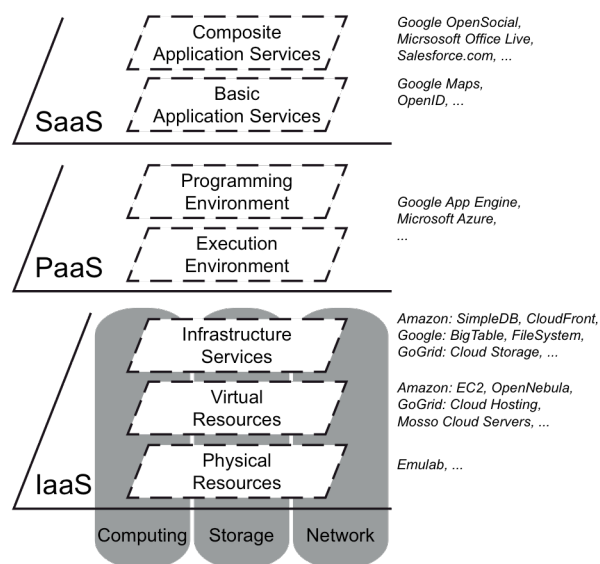 Composite
Application Services
Google OpenSocial,
Micrsosoft Office Live,
Salesforce.com, ...
Basic
Application Services
Google Maps,
OpenID, ...
SaaS
Programming
Environment
Google App Engine,
Microsoft Azure,
...
Execution
Environment
PaaS
Infrastructure
Services
Amazon: SimpleDB, CloudFront,
Google: BigTable, FileSystem,
GoGrid: Cloud Storage, ...
Virtual
Resources
Amazon: EC2, OpenNebula,
GoGrid: Cloud Hosting,
Mosso Cloud Servers, ...
Physical
Resources
Emulab, ...
IaaS
Computing Storage Network